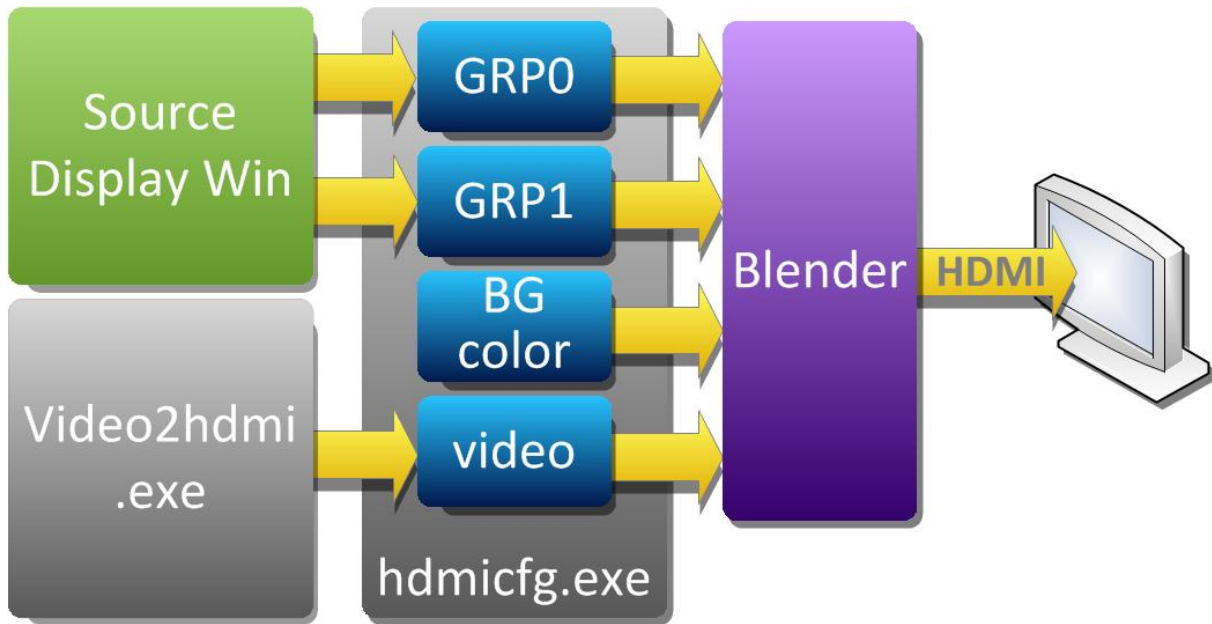 Source
Display Win
Video2hdmi
.exe
GRP0
GRP1
BG
color
video
hdmicfg.exe
Blender
HDMI